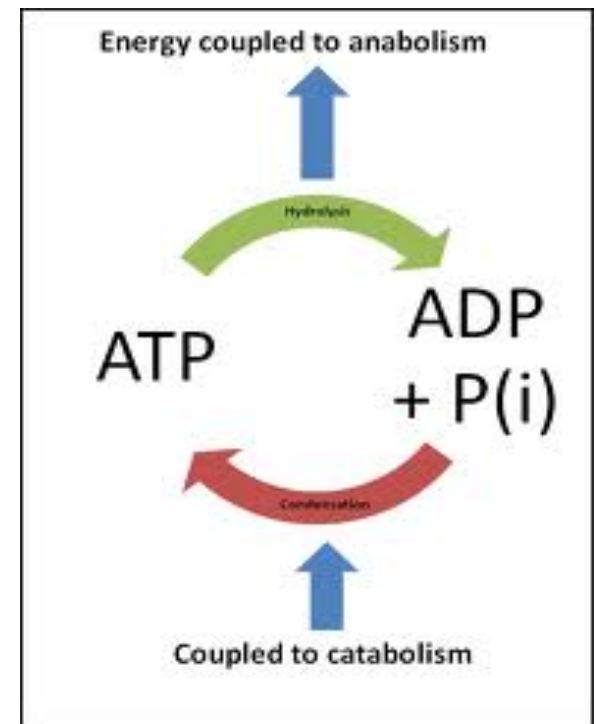 Energy coupled to anabolism
Hydrolysis
ATP
ADP
+ P(i)
Condensation
Coupled to catabolism